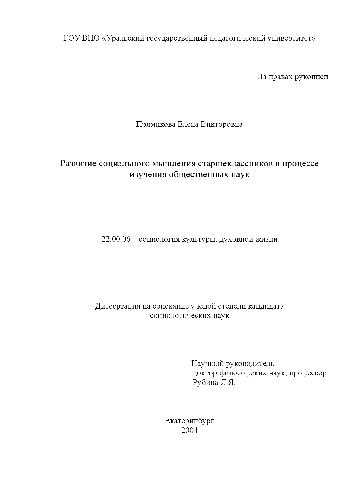 ГОУ ВПО «Уральский государственный педагогический университет»
На правах рукописи
Елена Викторовна
Развитие социального мышления старшеклассников в процессе
изучения общественных наук
22.00.06 – социология культуры, духовной жизни
Диссертация на соискание ученой степени кандидата
социологических наук
Научный руководитель
доктор философских наук, профессор
Рубина Л.Я.
Екатеринбург
2004